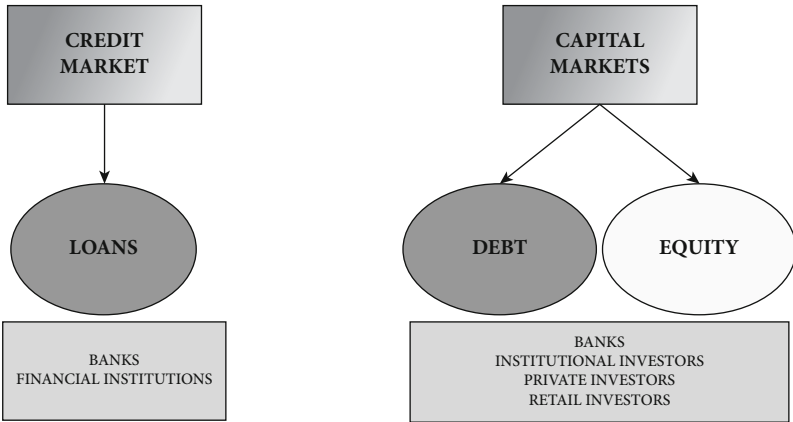 CREDIT
MARKET
CAPITAL
MARKETS
LOANS
DEBT
EQUITY
BANKS
FINANCIAL INSTITUTIONS
BANKS
INSTITUTIONAL INVESTORS
PRIVATE INVESTORS
RETAIL INVESTORS